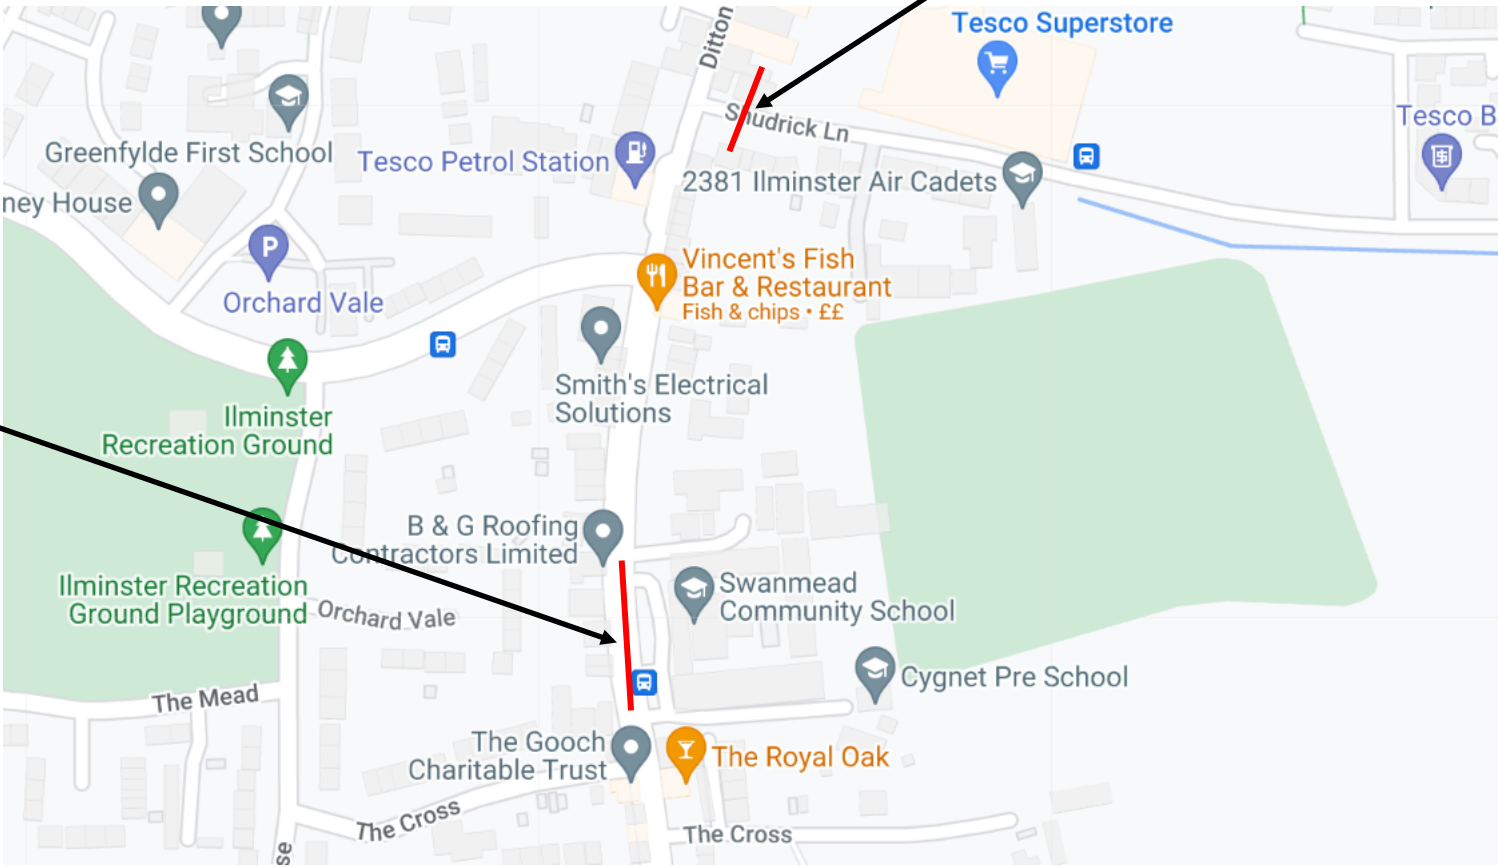 Ditton
Tesco Superstore
Shudrick Ln
Tesco B
Greenfylde First School
Tesco Petrol Station
2381 Ilminster Air Cadets
ney House
P
Orchard Vale
Vincent's Fish
Bar & Restaurant
Fish & chips • ££
Smith's Electrical
Solutions
Ilminster
Recreation Ground
B & G Roofing
Contractors Limited
Ilminster Recreation
Ground Playground
Orchard Vale
Swanmead
Community School
Cygnet Pre School
The Mead
The Gooch
Charitable Trust
The Royal Oak
The Cross
The Cross
se